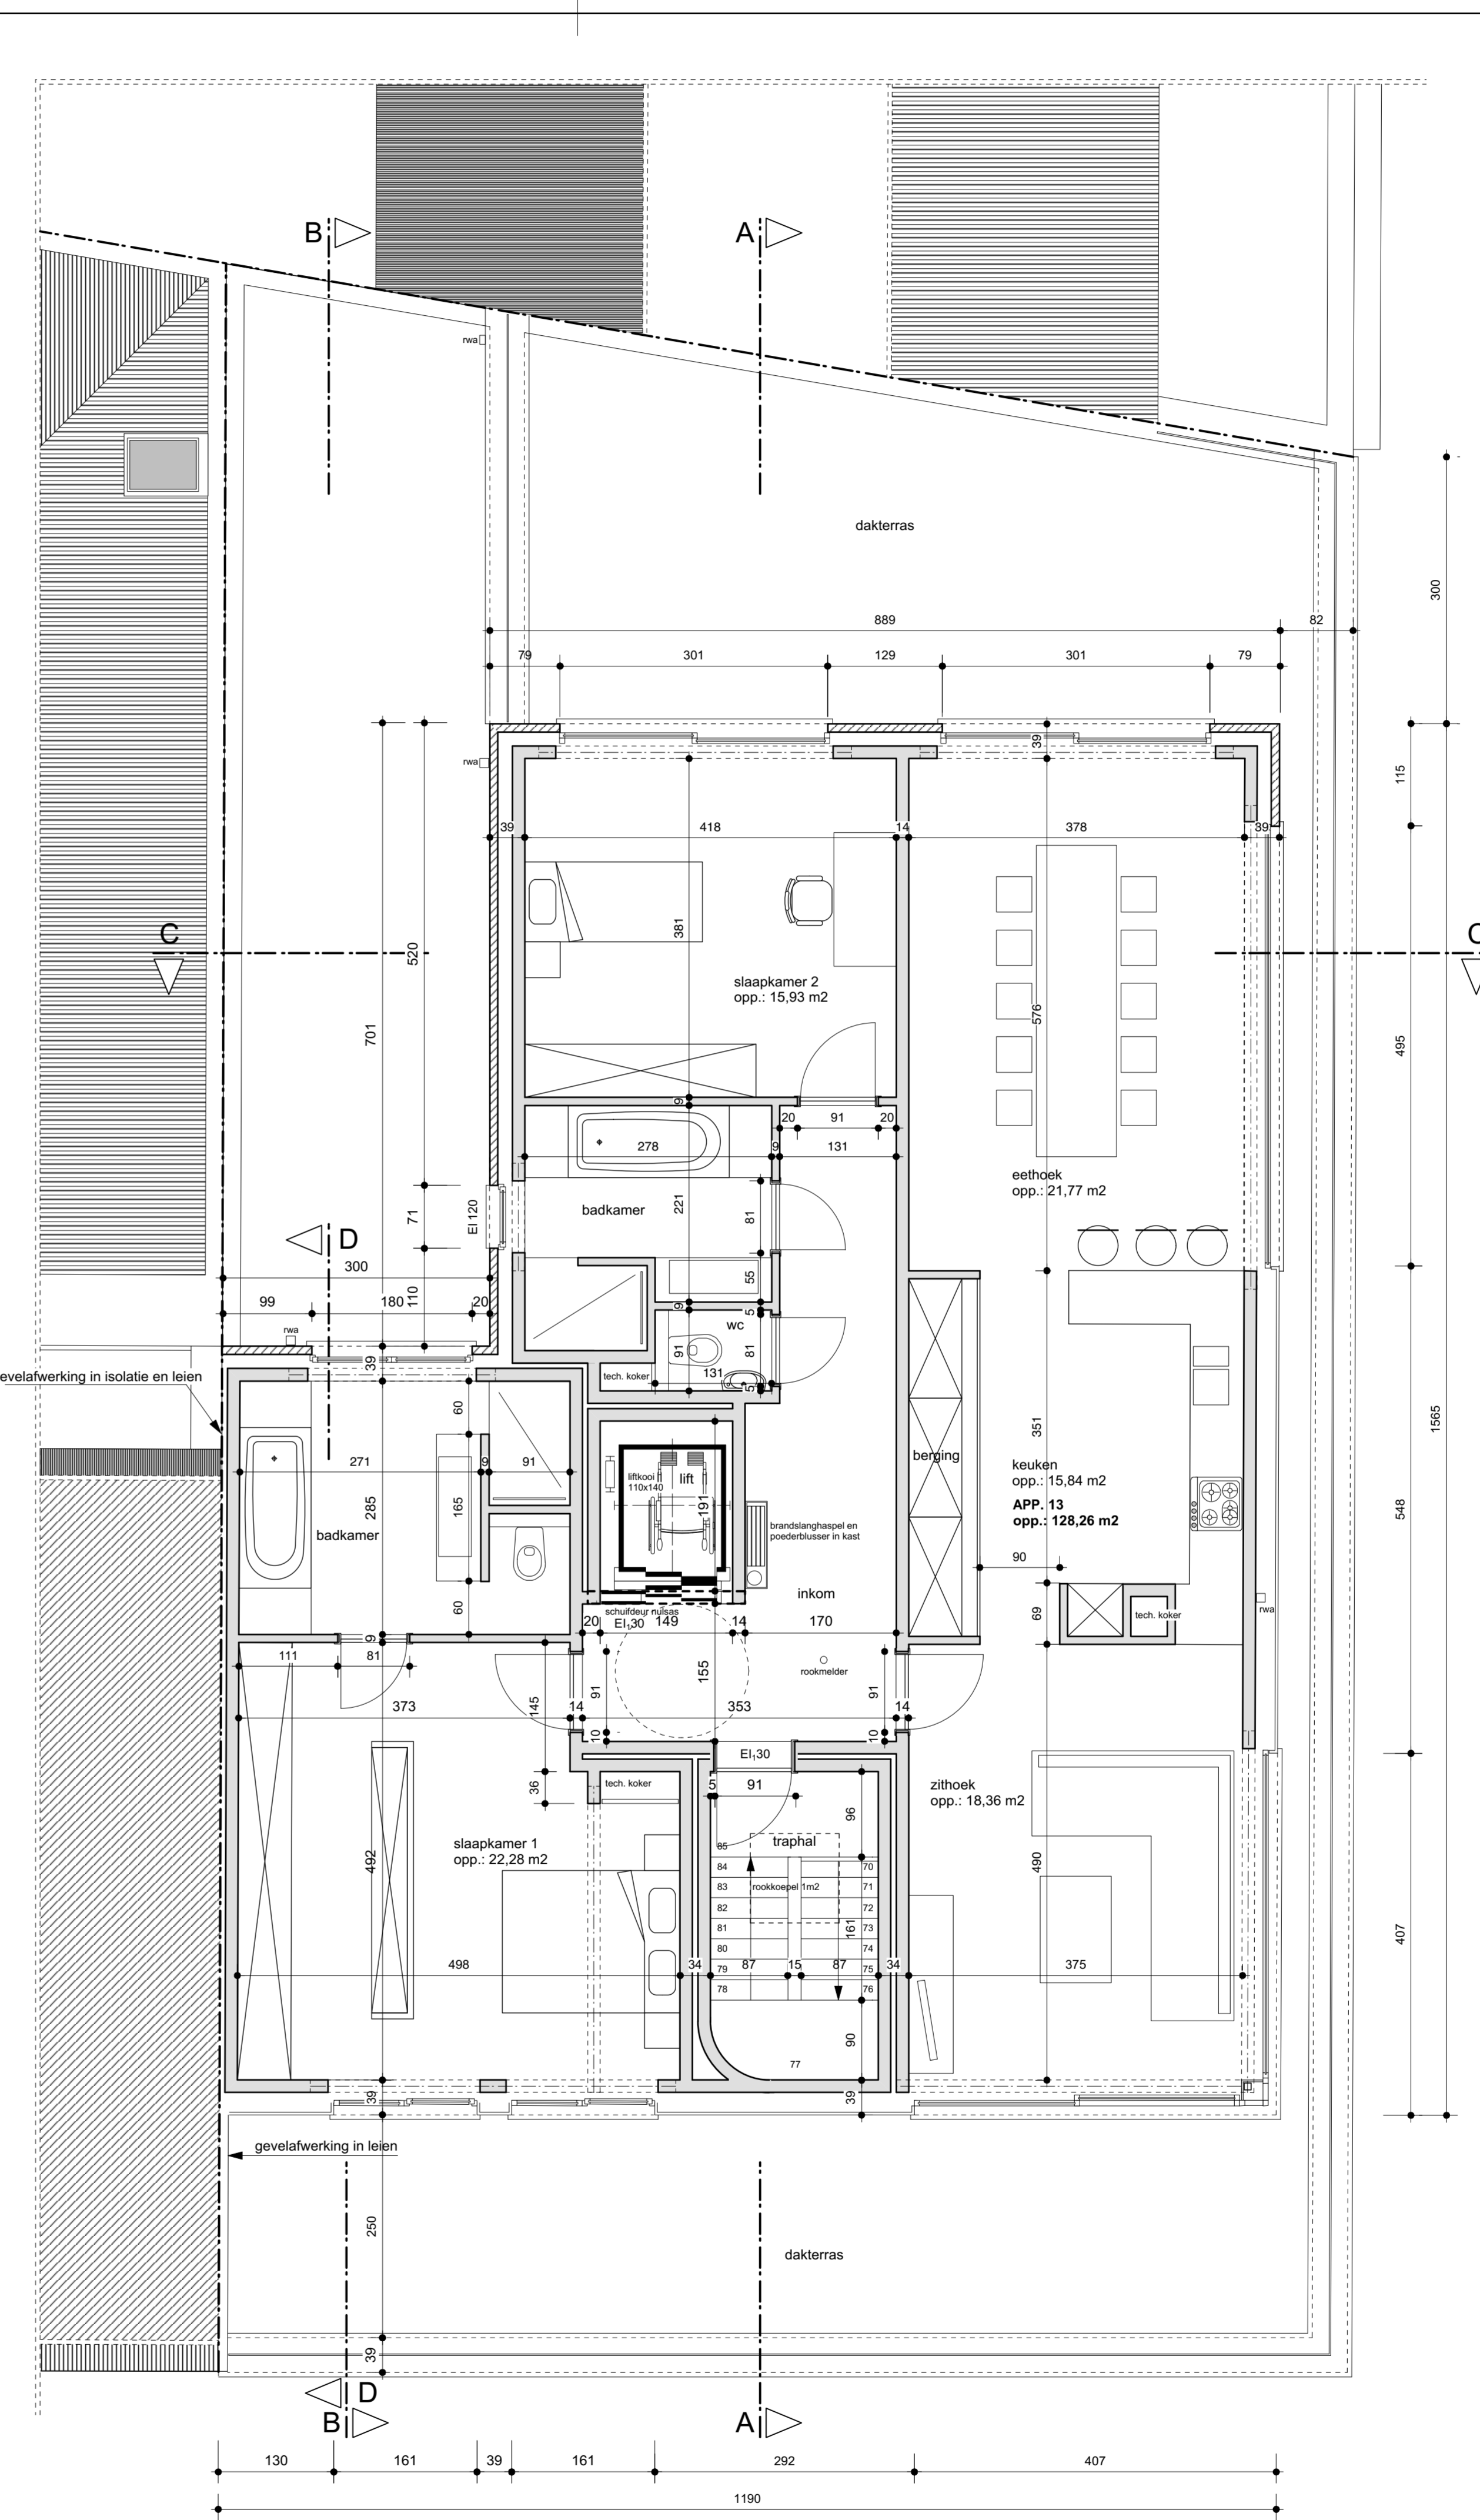 B
A
rwa
dakterras
300
889
82
79
301
129
301
79
39
rwa
115
39
418
14
378
39
C
C
520
381
slaapkamer 2
opp.: 15,93 m2
576
701
495
9
20
91
20
278
9
131
eethoek
opp.: 21,77 m2
71
EI 120
badkamer
221
81
D
300
55
99
180
110
20
9
5
rwa
wc
39
91
81
gevelafwerking in isolatie en leien
tech. koker
131
5
60
1565
351
271
9
91
liftkooi
110x140
lift
berging
keuken
opp.: 15,84 m2
285
165
191
APP. 13
opp.: 128,26 m2
548
badkamer
brandslanghaspel en
poederblusser in kast
90
inkom
60
schuifdeur nulsas
69
tech. koker
rwa
20
EI₁30
149
14
170
9
111
81
155
rookmelder
91
91
373
145
14
353
14
10
10
EI₁30
36
tech. koker
5
91
zithoek
opp.: 18,36 m2
407
96
slaapkamer 1
opp.: 22,28 m2
85
traphal
492
84
70
490
83
rookkoepel 1m2
71
82
72
81
161
73
80
74
498
34
79
87
15
87
75
34
375
78
76
90
77
39
39
gevelafwerking in leien
250
dakterras
39
D
B
A
130
161
39
161
292
407
1190